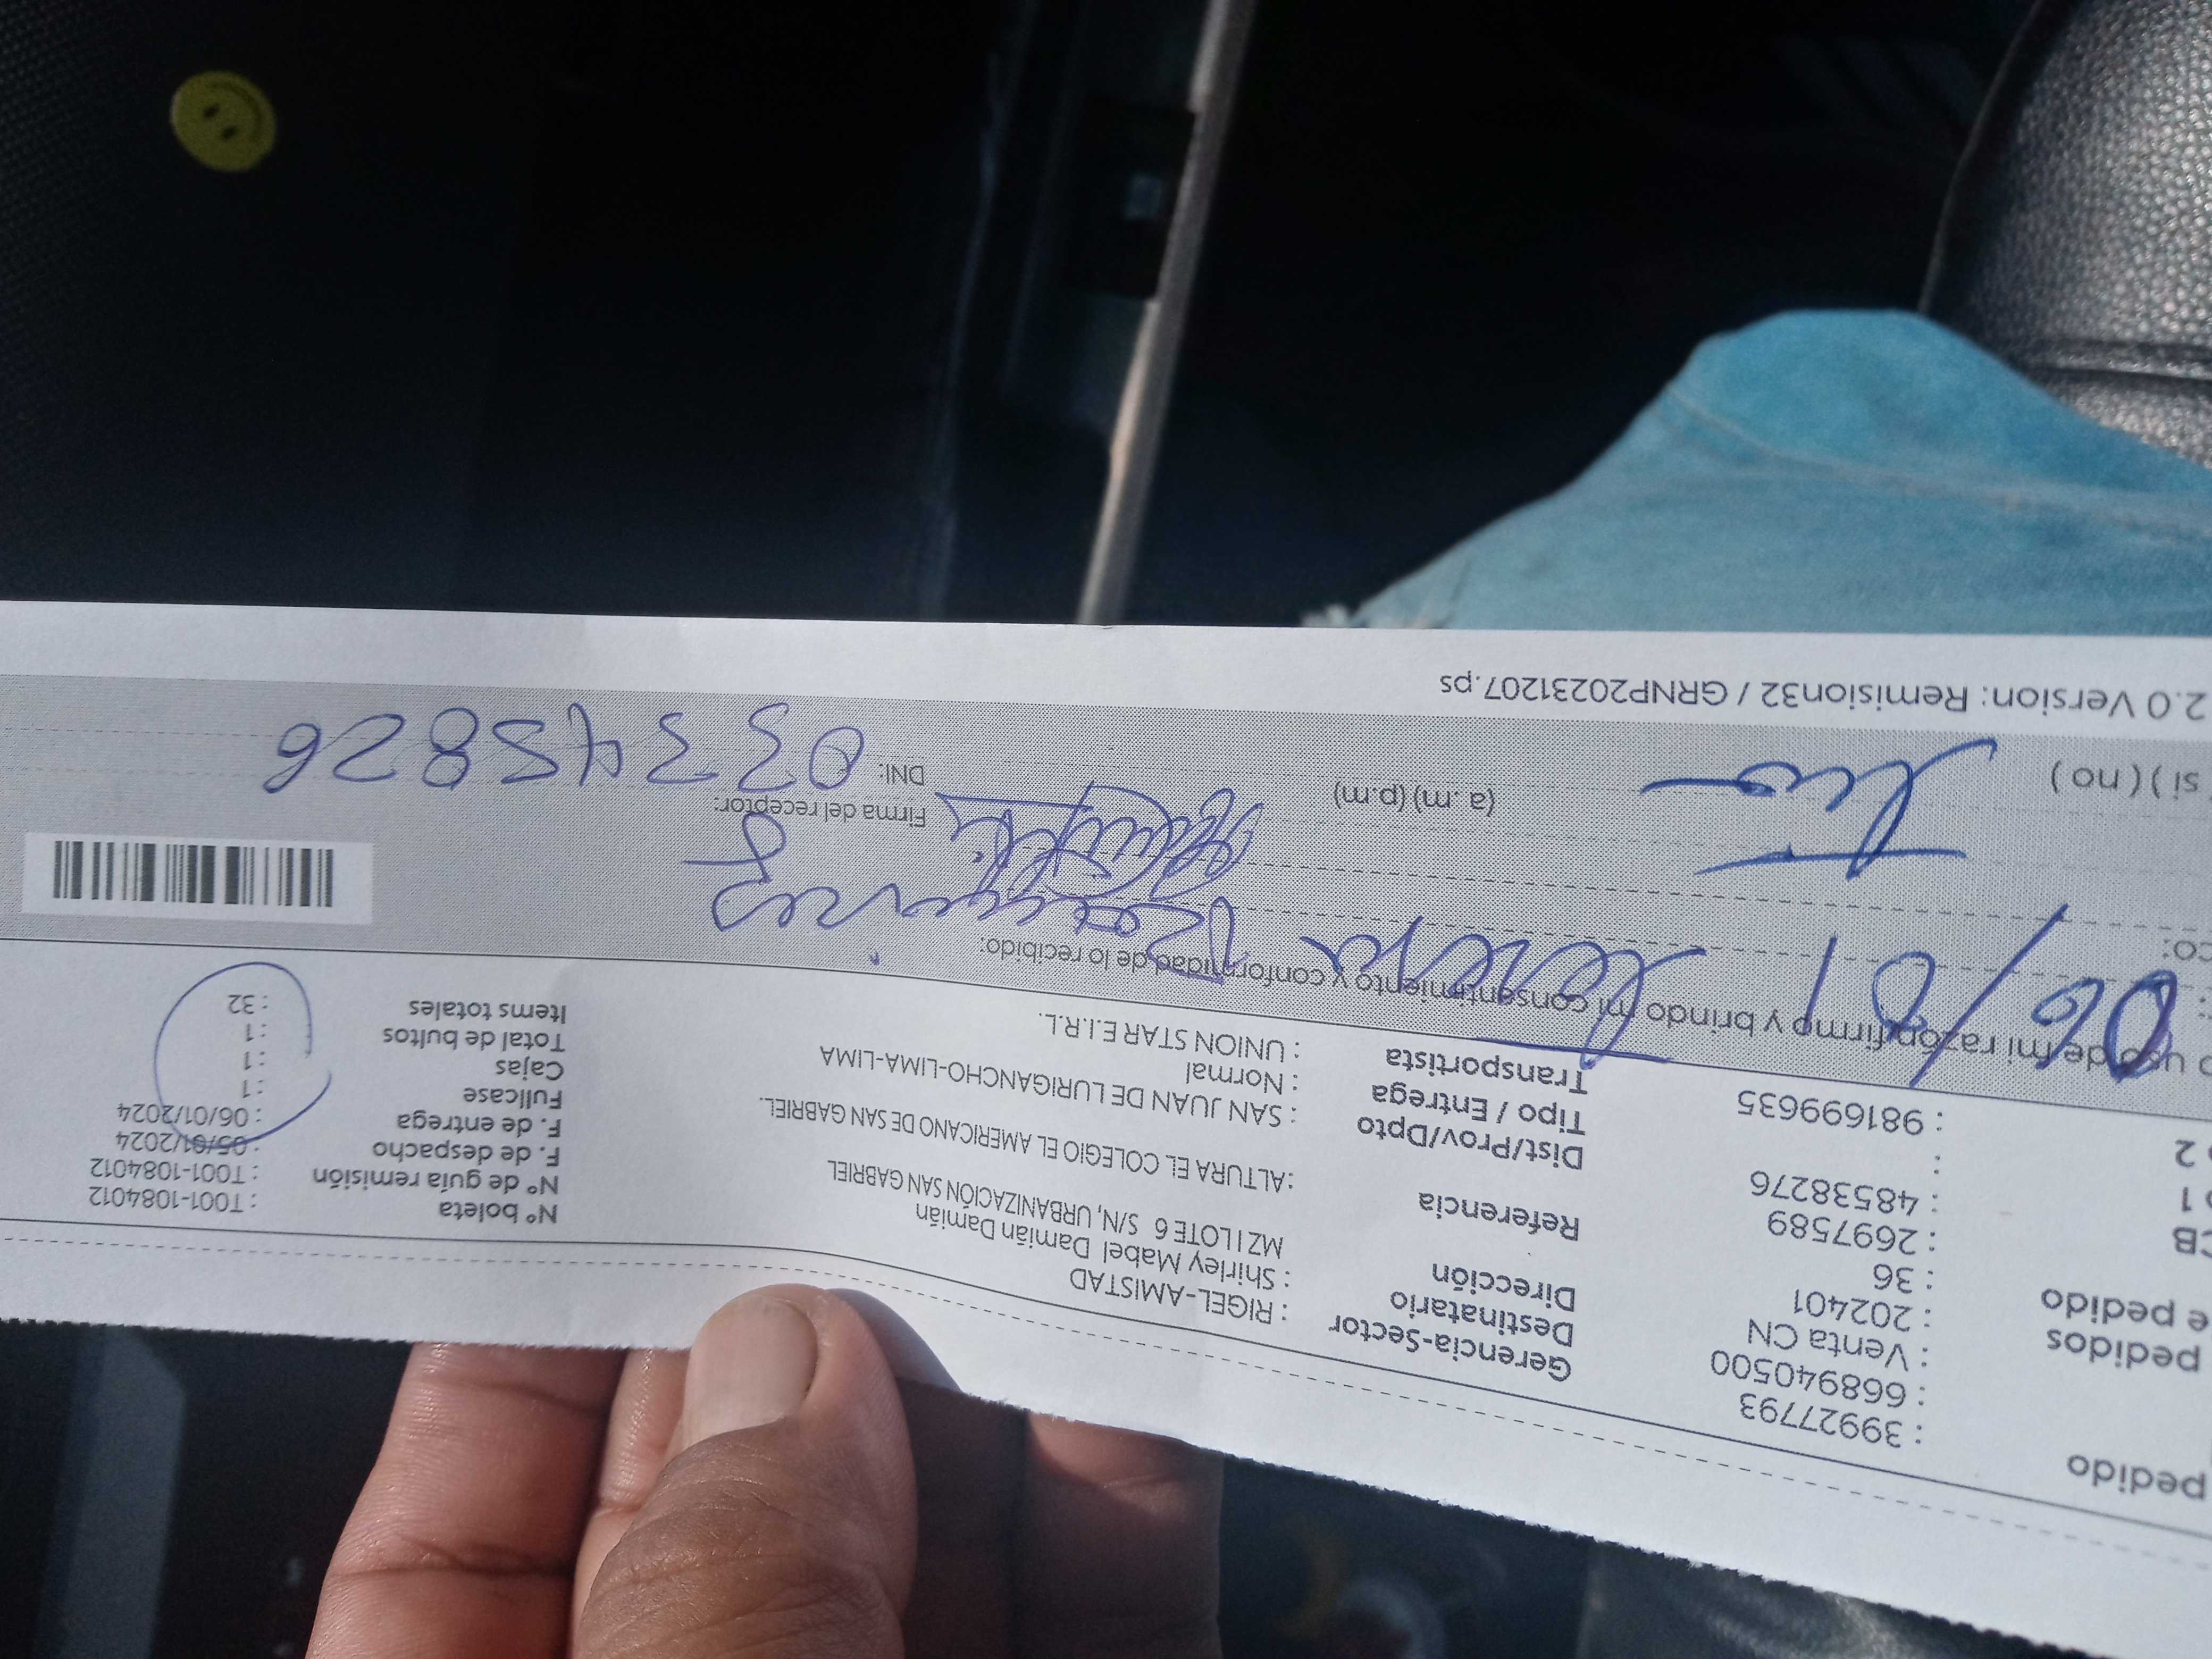 pedido : 39927793 Gerencia-Sector : RIGEL-AMISTAD N° boleta : T001-1084012
: 668940500 Destinatario : Shirley Mabel Damián Damián N° de guía remisión : T001-1084012
pedidos : Venta CN Dirección MZ I LOTE 6 S/N, URBANIZACIÓN SAN GABRIEL F. de despacho : 05/01/2024
e pedido : 202401 F. de entrega : 06/01/2024
: 36 Referencia : ALTURA EL COLEGIO EL AMERICANO DE SAN GABRIEL. Fullcase : 1
CB : 2697589 Dist/Prov/Dpto : SAN JUAN DE LURIGANCHO-LIMA-LIMA Cajas : 1
1 : 48538276 Tipo / Entrega : Normal Total de bultos : 1
2 : Transportista : UNION STAR E.I.R.L. Items totales : 32
: 981699635
uso de mi razón firmo y brindo mi consentimiento y conformidad de lo recibido:
06/01
co:
Firma del receptor:
si ) ( no ) (a. m) (p.m) DNI: 03345826
2.0 Version: Remision32 / GRNP20231207.ps